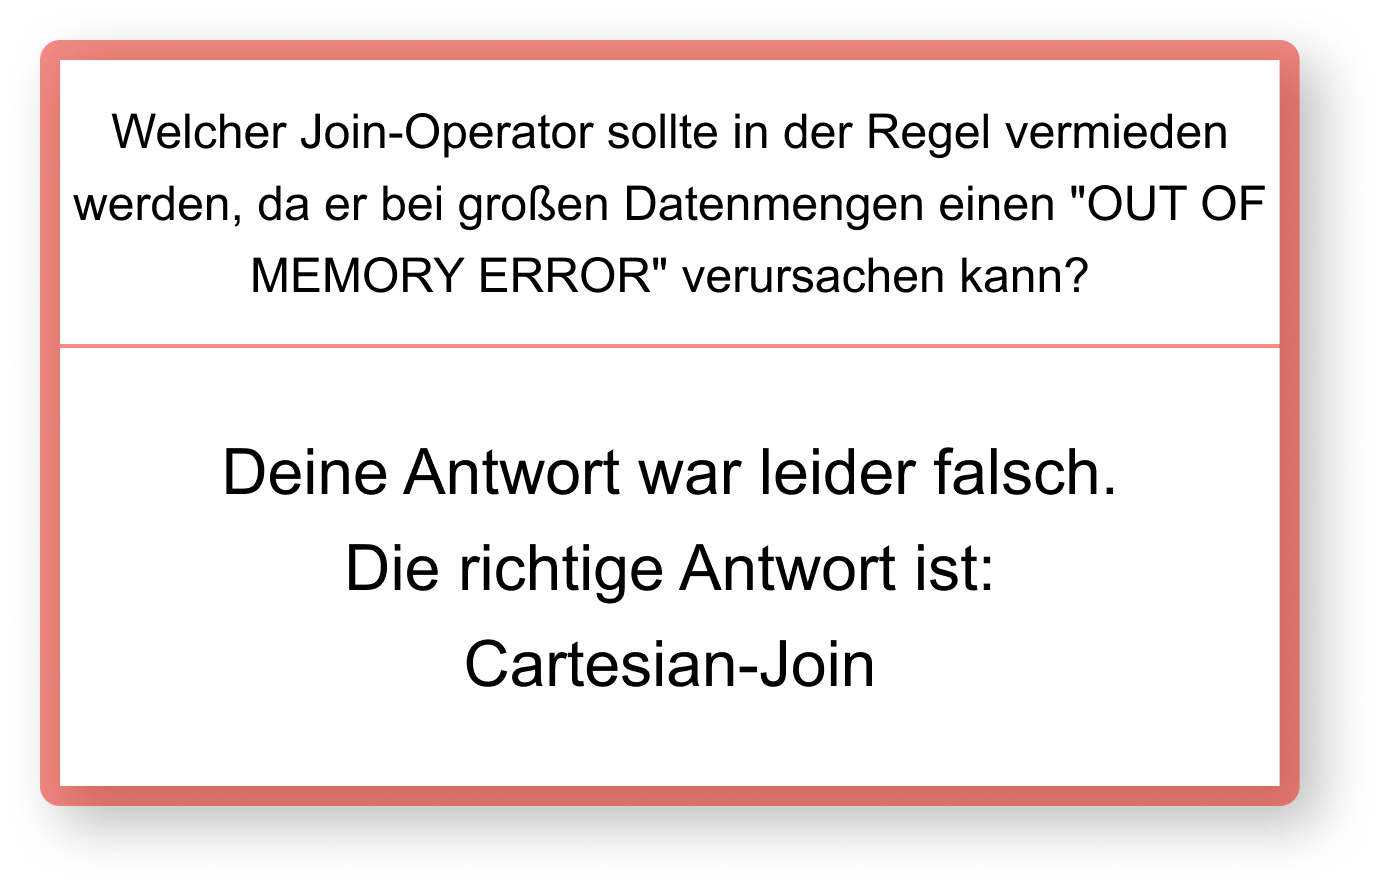 Welcher Join-Operator sollte in der Regel vermieden
werden, da er bei großen Datenmengen einen "OUT OF
MEMORY ERROR" verursachen kann?
Deine Antwort war leider falsch.
Die richtige Antwort ist:
Cartesian-Join